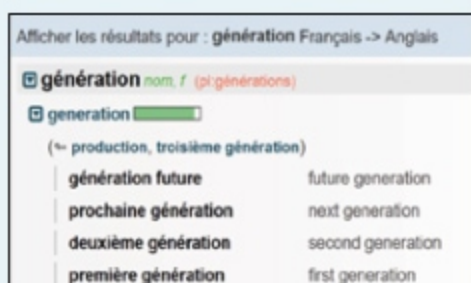 Afficher les résultats pour : génération Français -> Anglais
génération nom, f (pl:générations)
generation
(← production, troisième génération)
génération future future generation
prochaine génération next generation
deuxième génération second generation
première génération first generation